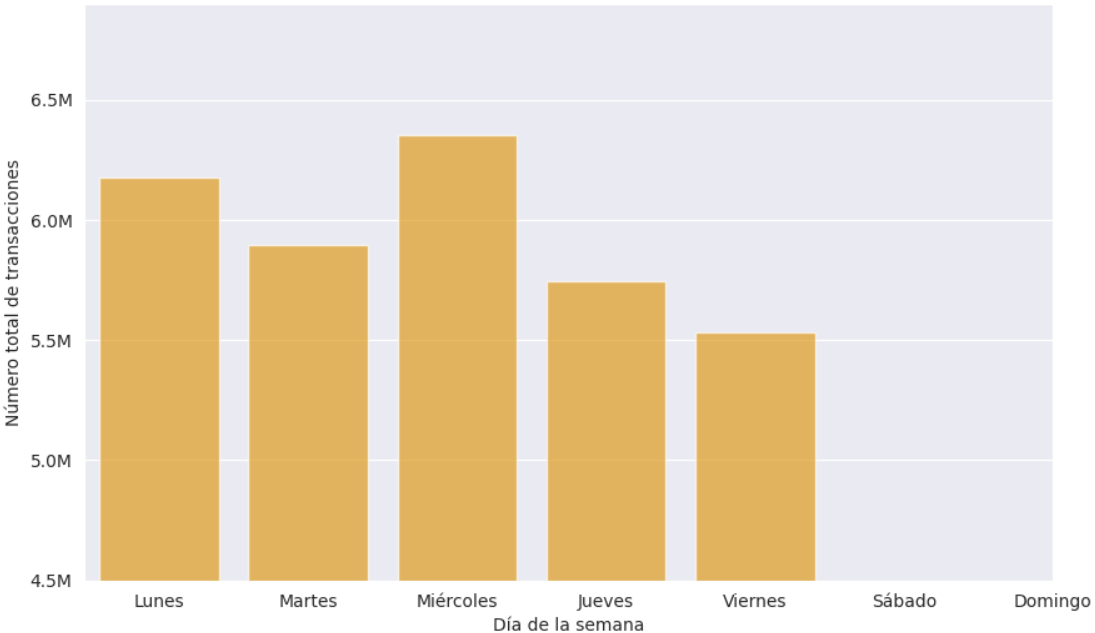 Número total de transacciones
6.5M
6.0M
5.5M
5.0M
4.5M
Lunes Martes Miércoles Jueves Viernes Sábado Domingo
Día de la semana